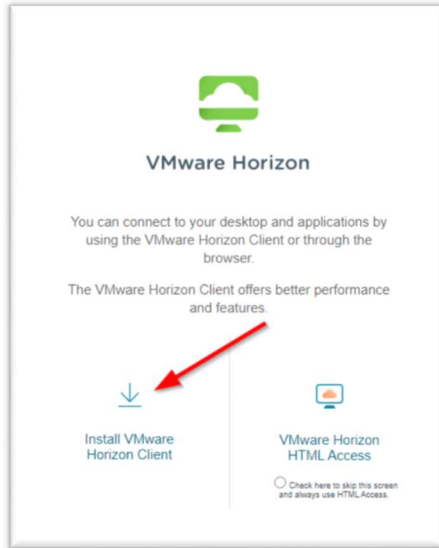 VMware Horizon
You can connect to your desktop and applications by
using the VMware Horizon Client or through the
browser.
The VMware Horizon Client offers better performance
and features.
Install VMware
Horizon Client
VMware Horizon
HTML Access
Check here to skip this screen
and always use HTML Access.